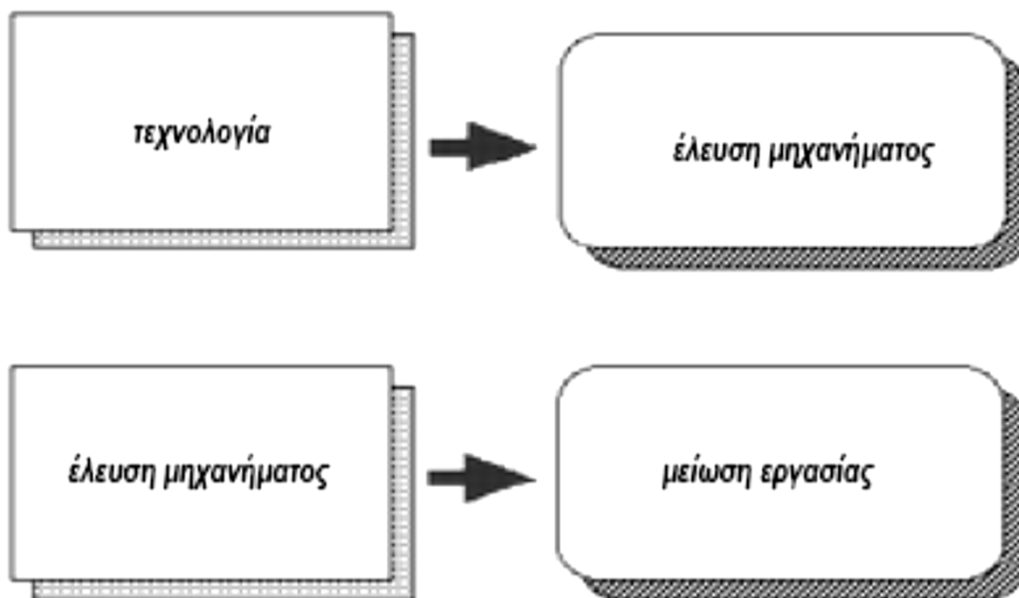 τεχνολογία
έλευση μηχανήματος
έλευση μηχανήματος
μείωση εργασίας